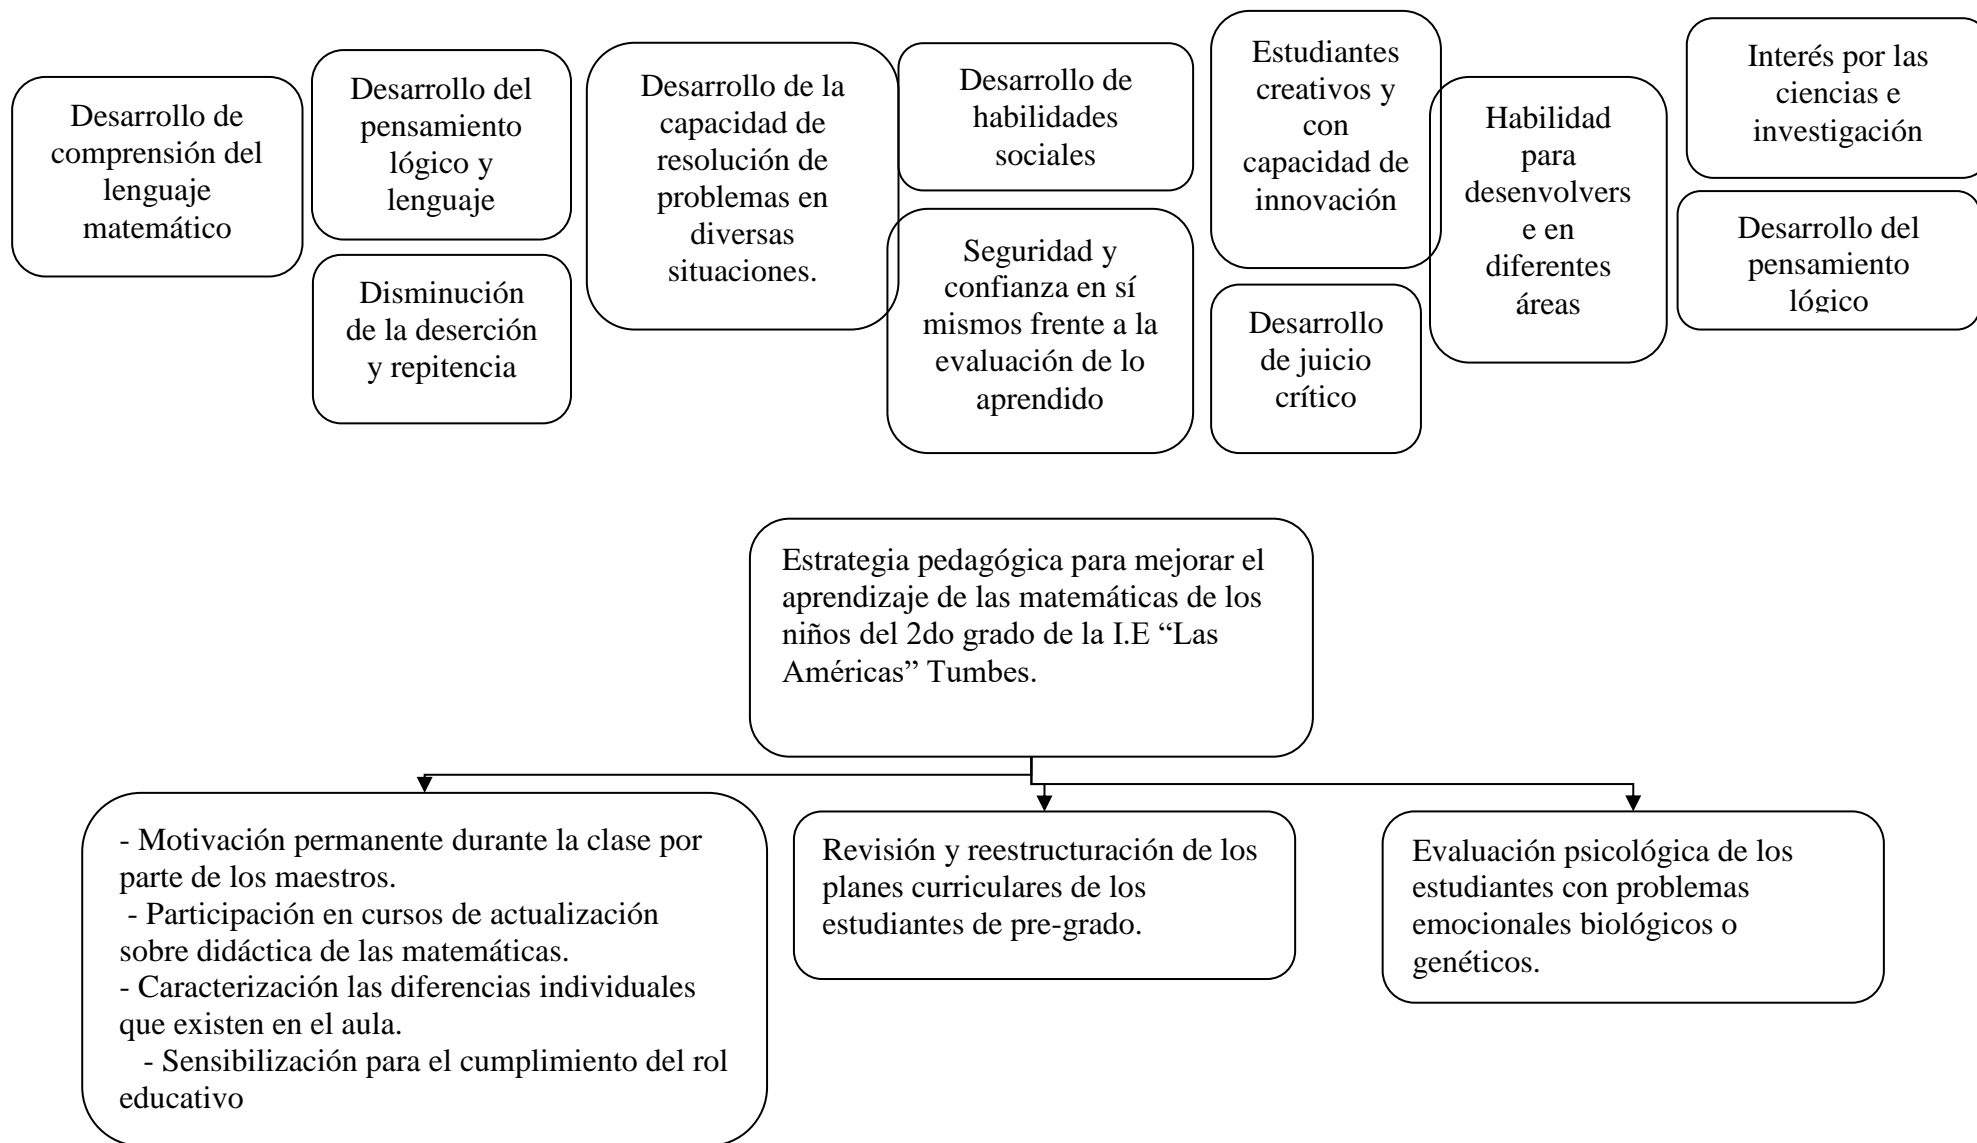 Desarrollo de
comprensión del
lenguaje
matemático
Desarrollo del
pensamiento
lógico y
lenguaje
Disminución
de la deserción
y repitencia
Desarrollo de la
capacidad de
resolución de
problemas en
diversas
situaciones.
Desarrollo de
habilidades
sociales
Seguridad y
confianza en sí
mismos frente a la
evaluación de lo
aprendido
Estudiantes
creativos y
con
capacidad de
innovación
Desarrollo
de juicio
crítico
Habilidad
para
desenvolvers
e en
diferentes
áreas
Interés por las
ciencias e
investigación
Desarrollo del
pensamiento
lógico
Estrategia pedagógica para mejorar el
aprendizaje de las matemáticas de los
niños del 2do grado de la I.E “Las
Américas” Tumbes.
- Motivación permanente durante la clase por
parte de los maestros.
- Participación en cursos de actualización
sobre didáctica de las matemáticas.
- Caracterización las diferencias individuales
que existen en el aula.
- Sensibilización para el cumplimiento del rol
educativo
Revisión y reestructuración de los
planes curriculares de los
estudiantes de pre-grado.
Evaluación psicológica de los
estudiantes con problemas
emocionales biológicos o
genéticos.